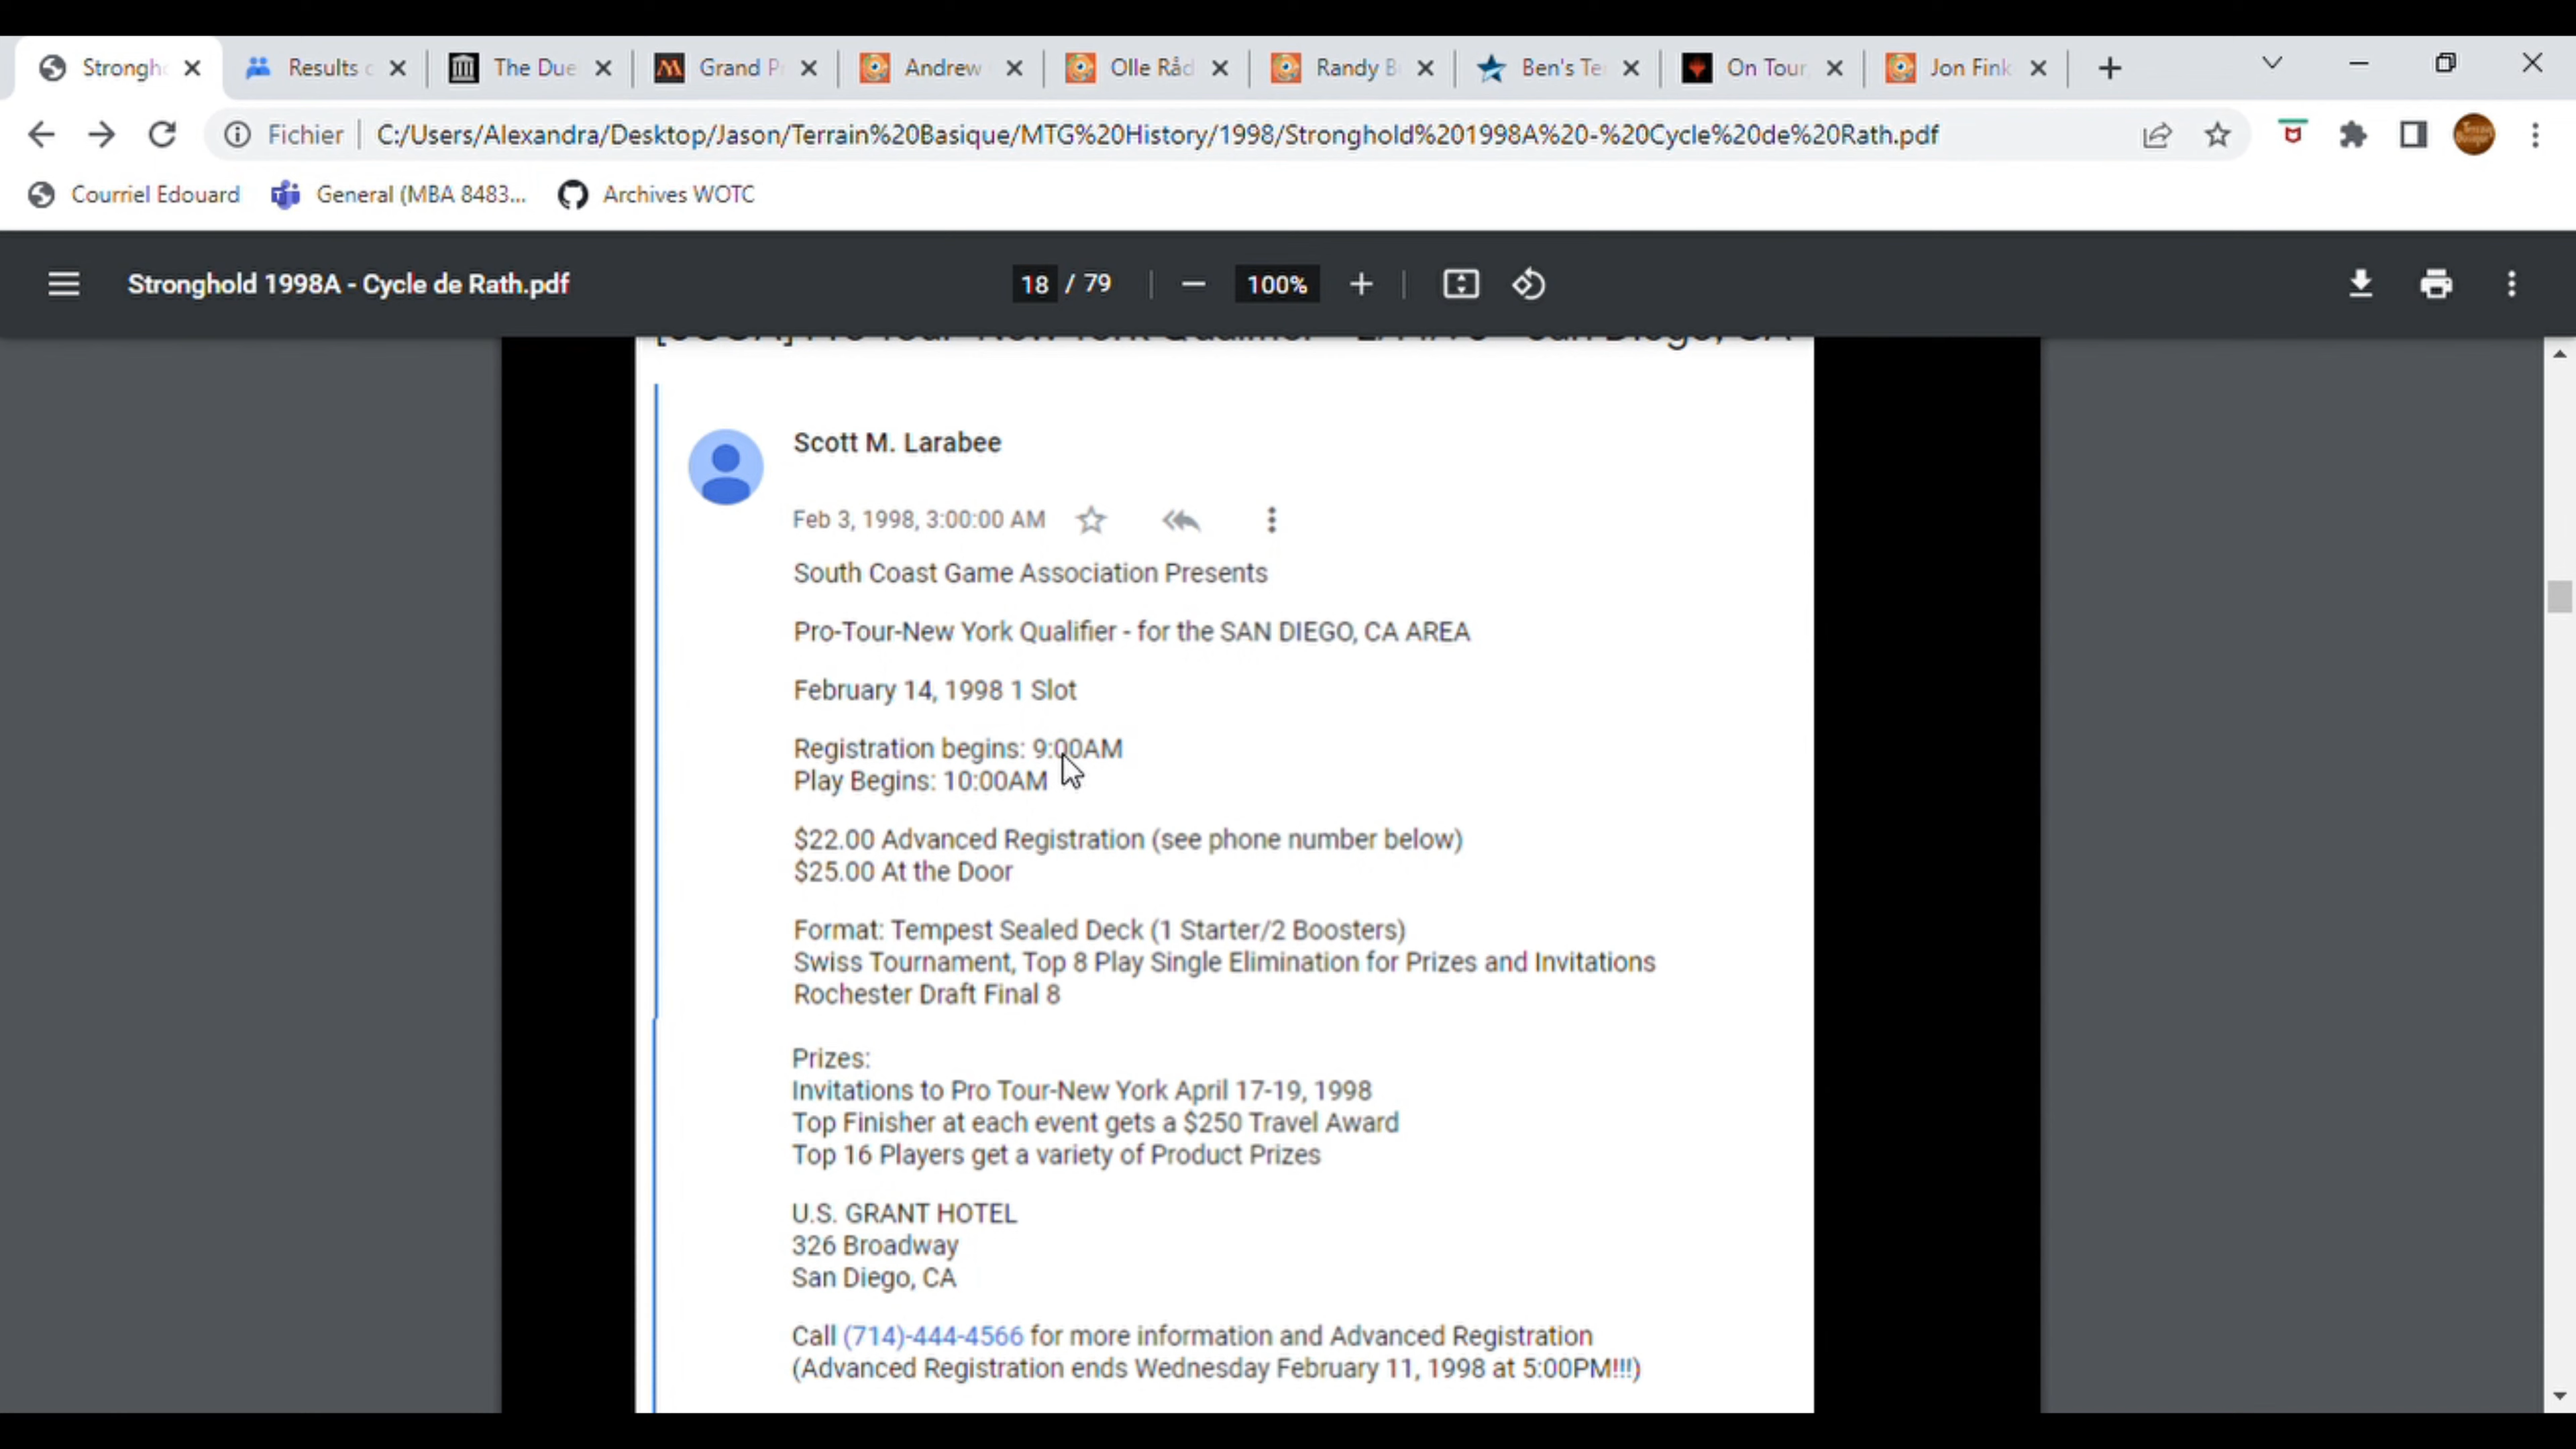 Strongh
Results c
The Due
Grand P
Andrew
Olle Råd
Randy B
Ben's Te
On Tour,
Jon Fink
Fichier
C:/Users/Alexandra/Desktop/Jason/Terrain%20Basique/MTG%20History/1998/Stronghold%201998A%20-%20Cycle%20de%20Rath.pdf
Courriel Edouard
General (MBA 8483...
Archives WOTC
Stronghold 1998A - Cycle de Rath.pdf
18 / 79
100%
Scott M. Larabee
Feb 3, 1998, 3:00:00 AM
South Coast Game Association Presents
Pro-Tour-New York Qualifier - for the SAN DIEGO, CA AREA
February 14, 1998 1 Slot
Registration begins: 9:00AM
Play Begins: 10:00AM
$22.00 Advanced Registration (see phone number below)
$25.00 At the Door
Format: Tempest Sealed Deck (1 Starter/2 Boosters)
Swiss Tournament, Top 8 Play Single Elimination for Prizes and Invitations
Rochester Draft Final 8
Prizes:
Invitations to Pro Tour-New York April 17-19, 1998
Top Finisher at each event gets a $250 Travel Award
Top 16 Players get a variety of Product Prizes
U.S. GRANT HOTEL
326 Broadway
San Diego, CA
Call (714)-444-4566 for more information and Advanced Registration
(Advanced Registration ends Wednesday February 11, 1998 at 5:00PM!!!)